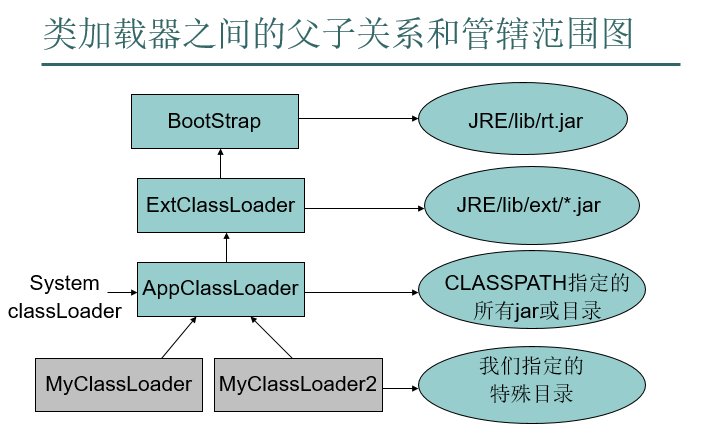 类加载器之间的父子关系和管辖范围图
BootStrap
JRE/lib/rt.jar
ExtClassLoader
JRE/lib/ext/*.jar
System
classLoader
AppClassLoader
CLASSPATH指定的
所有jar或目录
MyClassLoader
MyClassLoader2
我们指定的
特殊目录